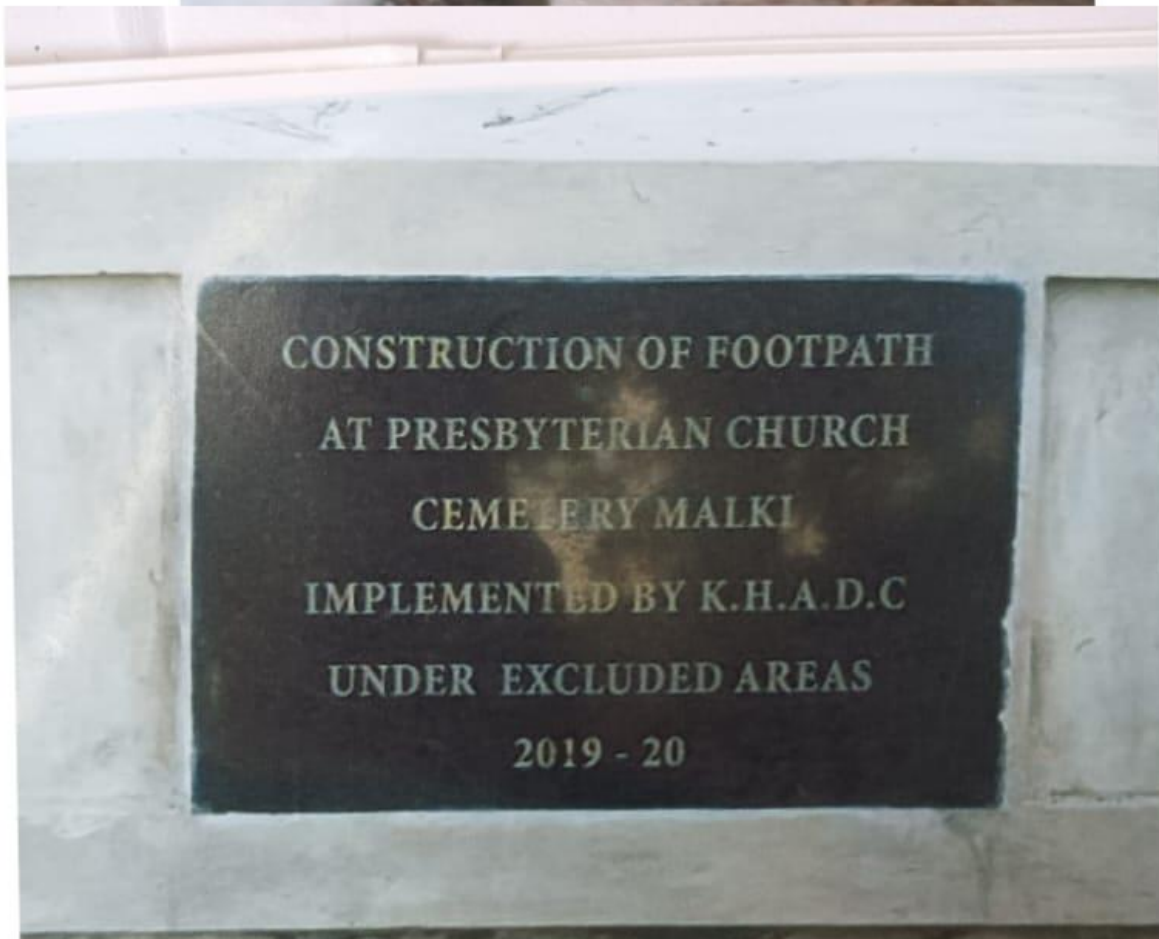 CONSTRUCTION OF FOOTPATH
AT PRESBYTERIAN CHURCH
CEMETERY MALKI
IMPLEMENTED BY K.H.A.D.C
UNDER EXCLUDED AREAS
2019 - 20